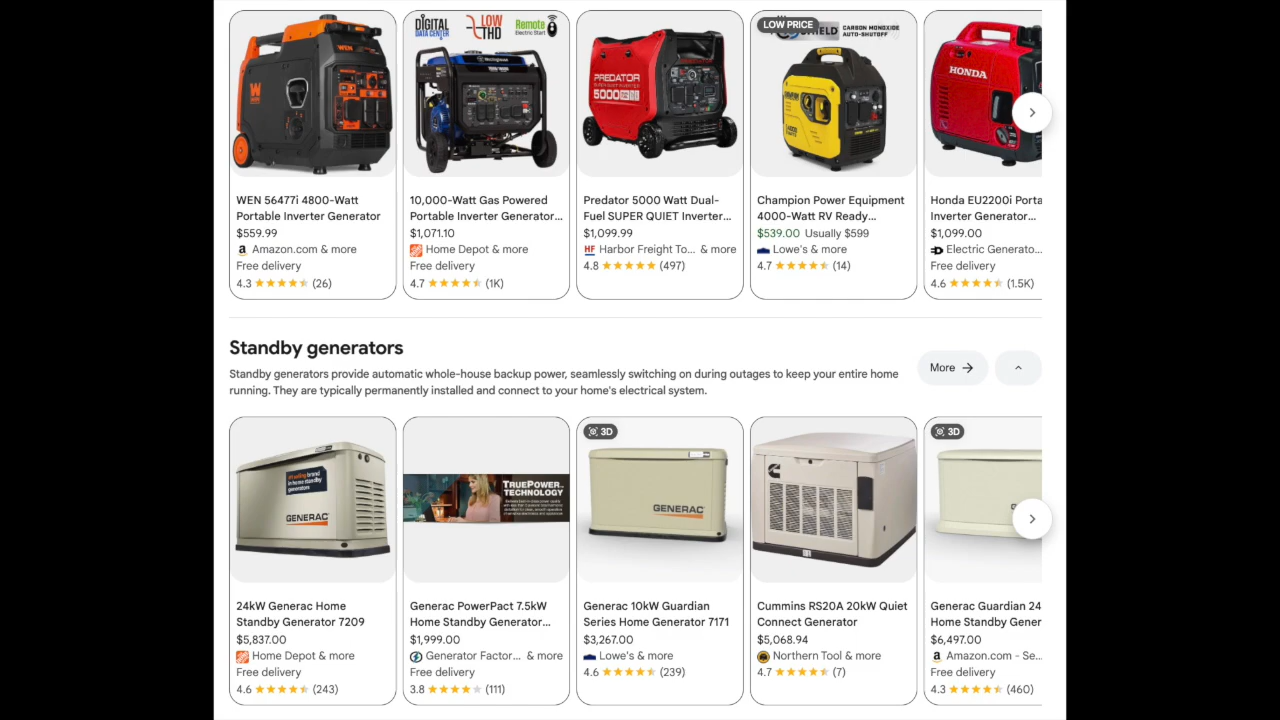 DIGITAL
DATA CENTER
LOW
THD
Remote
Electric Start
LOW PRICE
SHIELD
CARBON MONOXIDE
AUTO-SHUTOFF
WEN
PREDATOR
5000
HONDA
WEN 56477i 4800-Watt
Portable Inverter Generator
$559.99
Amazon.com & more
Free delivery
4.3 (26)
10,000-Watt Gas Powered
Portable Inverter Generator...
$1,071.10
Home Depot & more
Free delivery
4.7 (1K)
Predator 5000 Watt Dual-
Fuel SUPER QUIET Inverter...
$1,099.99
HF Harbor Freight To... & more
4.8 (497)
Champion Power Equipment
4000-Watt RV Ready...
$539.00 Usually $599
Lowe's & more
4.7 (14)
Honda EU2200i Porta
Inverter Generator...
$1,099.00
Electric Generato...
Free delivery
4.6 (1.5K)
Standby generators
Standby generators provide automatic whole-house backup power, seamlessly switching on during outages to keep your entire home
running. They are typically permanently installed and connect to your home's electrical system.
More
#1 selling brand
in home standby
generators
GENERAC
TRUEPOWER™
TECHNOLOGY
3D
GENERAC
3D
24kW Generac Home
Standby Generator 7209
$5,837.00
Home Depot & more
Free delivery
4.6 (243)
Generac PowerPact 7.5kW
Home Standby Generator...
$1,999.00
Generator Factor... & more
Free delivery
3.8 (111)
Generac 10kW Guardian
Series Home Generator 7171
$3,267.00
Lowe's & more
4.6 (239)
Cummins RS20A 20kW Quiet
Connect Generator
$5,068.94
Northern Tool & more
4.7 (7)
Generac Guardian 24
Home Standby Gener
$6,497.00
Amazon.com - Se...
Free delivery
4.3 (460)